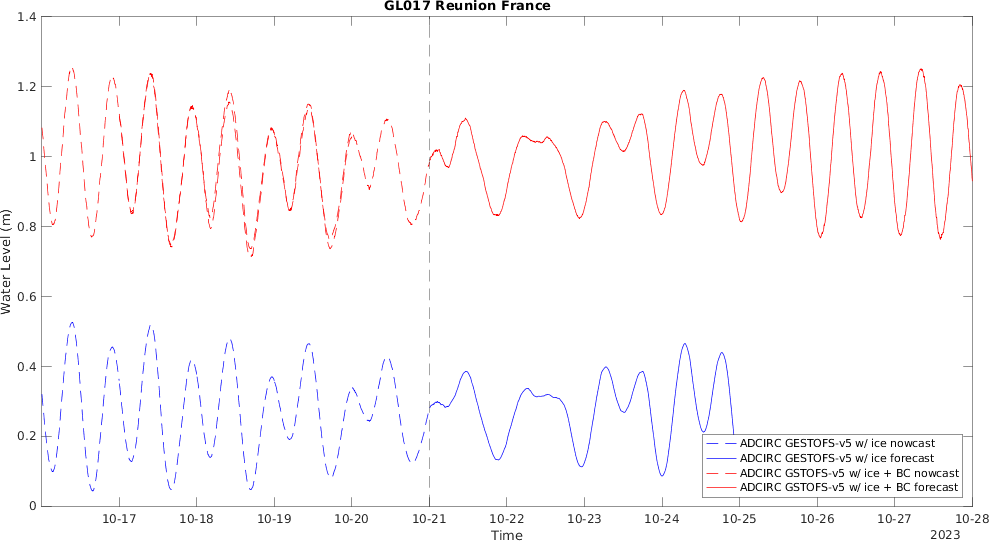 GL017 Reunion France
1.4
1.2
1
0.8
0.6
0.4
0.2
0
Water Level (m)
ADCIRC GESTOFS-v5 w/ ice nowcast
ADCIRC GESTOFS-v5 w/ ice forecast
ADCIRC GSTOFS-v5 w/ ice + BC nowcast
ADCIRC GSTOFS-v5 w/ ice + BC forecast
10-17 10-18 10-19 10-20 10-21 10-22 10-23 10-24 10-25 10-26 10-27 10-28
Time
2023